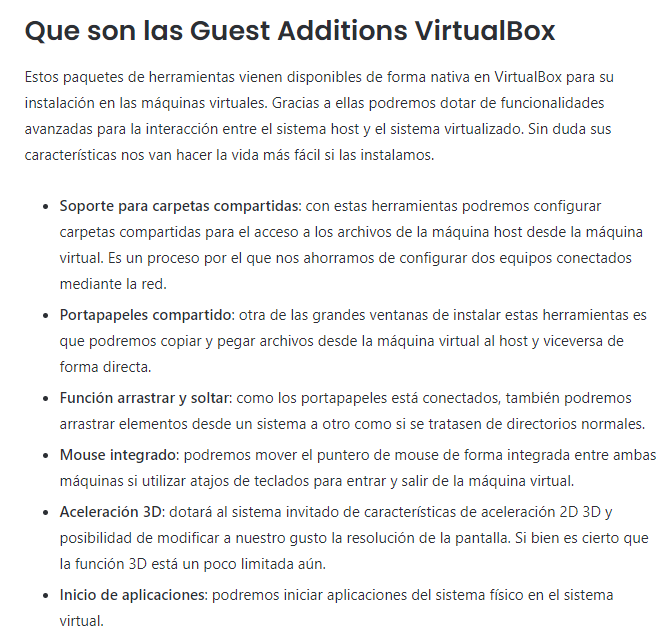 Que son las Guest Additions VirtualBox
Estos paquetes de herramientas vienen disponibles de forma nativa en VirtualBox para su
instalación en las máquinas virtuales. Gracias a ellas podremos dotar de funcionalidades
avanzadas para la interacción entre el sistema host y el sistema virtualizado. Sin duda sus
características nos van hacer la vida más fácil si las instalamos.
• Soporte para carpetas compartidas: con estas herramientas podremos configurar
carpetas compartidas para el acceso a los archivos de la máquina host desde la máquina
virtual. Es un proceso por el que nos ahorramos de configurar dos equipos conectados
mediante la red.
• Portapapeles compartido: otra de las grandes ventanas de instalar estas herramientas es
que podremos copiar y pegar archivos desde la máquina virtual al host y viceversa de
forma directa.
• Función arrastrar y soltar: como los portapapeles está conectados, también podremos
arrastrar elementos desde un sistema a otro como si se tratasen de directorios normales.
• Mouse integrado: podremos mover el puntero de mouse de forma integrada entre ambas
máquinas si utilizar atajos de teclados para entrar y salir de la máquina virtual.
• Aceleración 3D: dotará al sistema invitado de características de aceleración 2D 3D y
posibilidad de modificar a nuestro gusto la resolución de la pantalla. Si bien es cierto que
la función 3D está un poco limitada aún.
• Inicio de aplicaciones: podremos iniciar aplicaciones del sistema físico en el sistema
virtual.